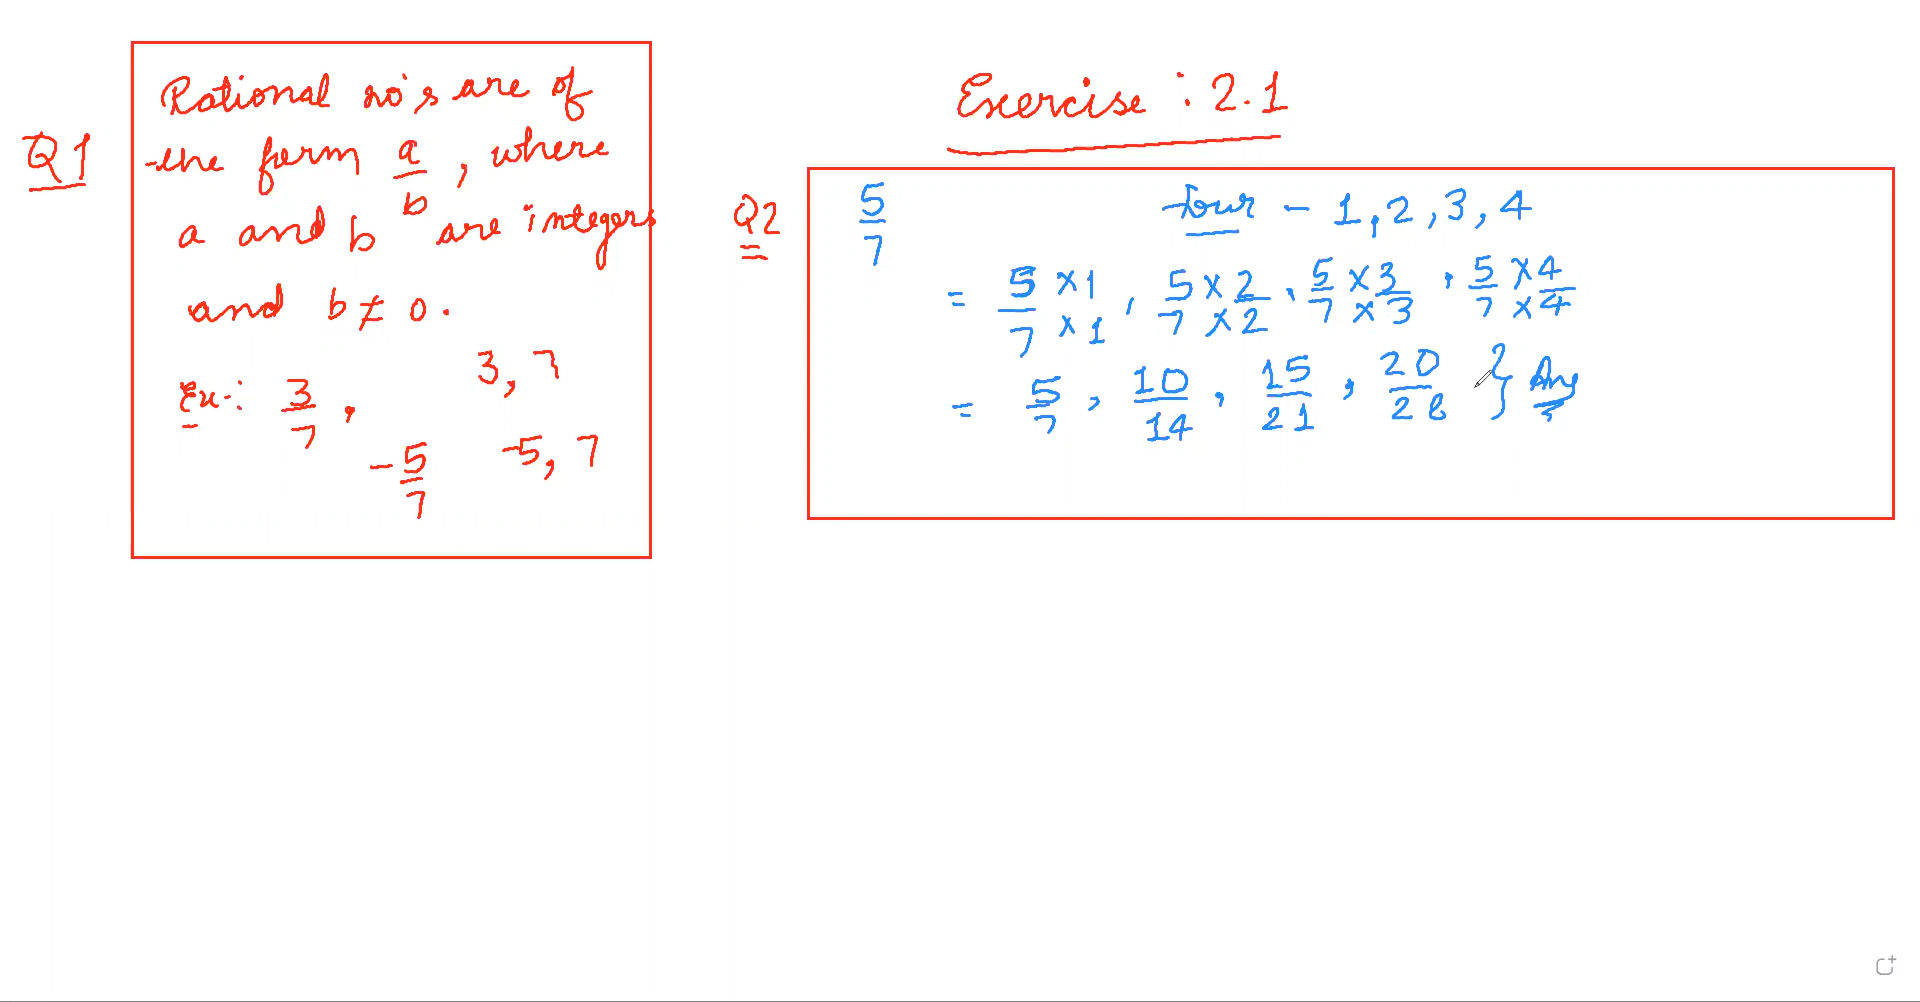 Exercise : 2.1
Q1
Rational no's are of
the form a/b, where
a and b are integers
and b ≠ 0.
Ex-: 3/7, 3, 7
-5/7 -5, 7
Q2
5/7 four - 1, 2, 3, 4
= 5×1/7×1, 5×2/7×2, 5×3/7×3, 5×4/7×4
= 5/7, 10/14, 15/21, 20/28 } Ans